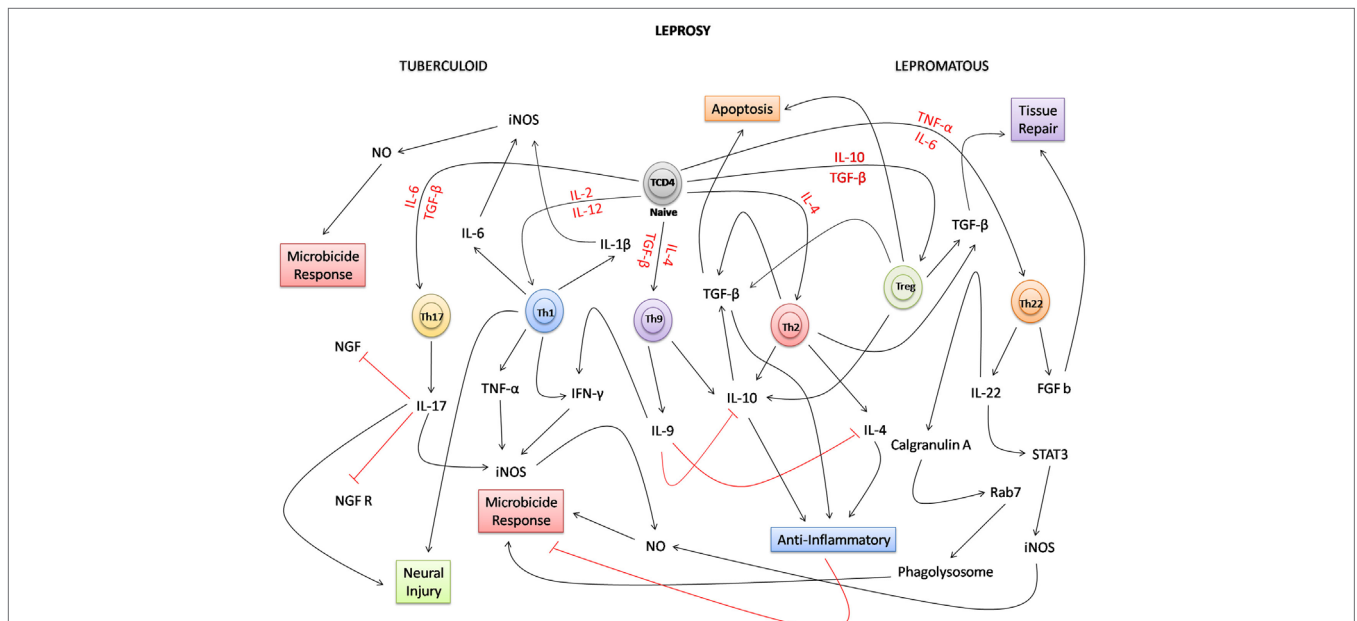 LEPROSY
TUBERCULOID
LEPROMATOUS
Apoptosis
Tissue
Repair
iNOS
TNF-α
IL-6
NO
IL-10
TGF-β
TCD4
Naive
IL-6
TGF-β
IL-2
IL-12
IL-4
IL-6
IL-1β
TGF-β
IL-4
TGF-β
Microbicide
Response
TGF-β
Treg
Th17
Th1
Th9
Th2
Th22
NGF
TNF-α
IFN-γ
IL-10
IL-22
FGF b
IL-17
IL-9
IL-4
Calgranulin A
STAT3
iNOS
NGF R
Rab7
Microbicide
Response
NO
Anti-Inflammatory
iNOS
Neural
Injury
Phagolysosome